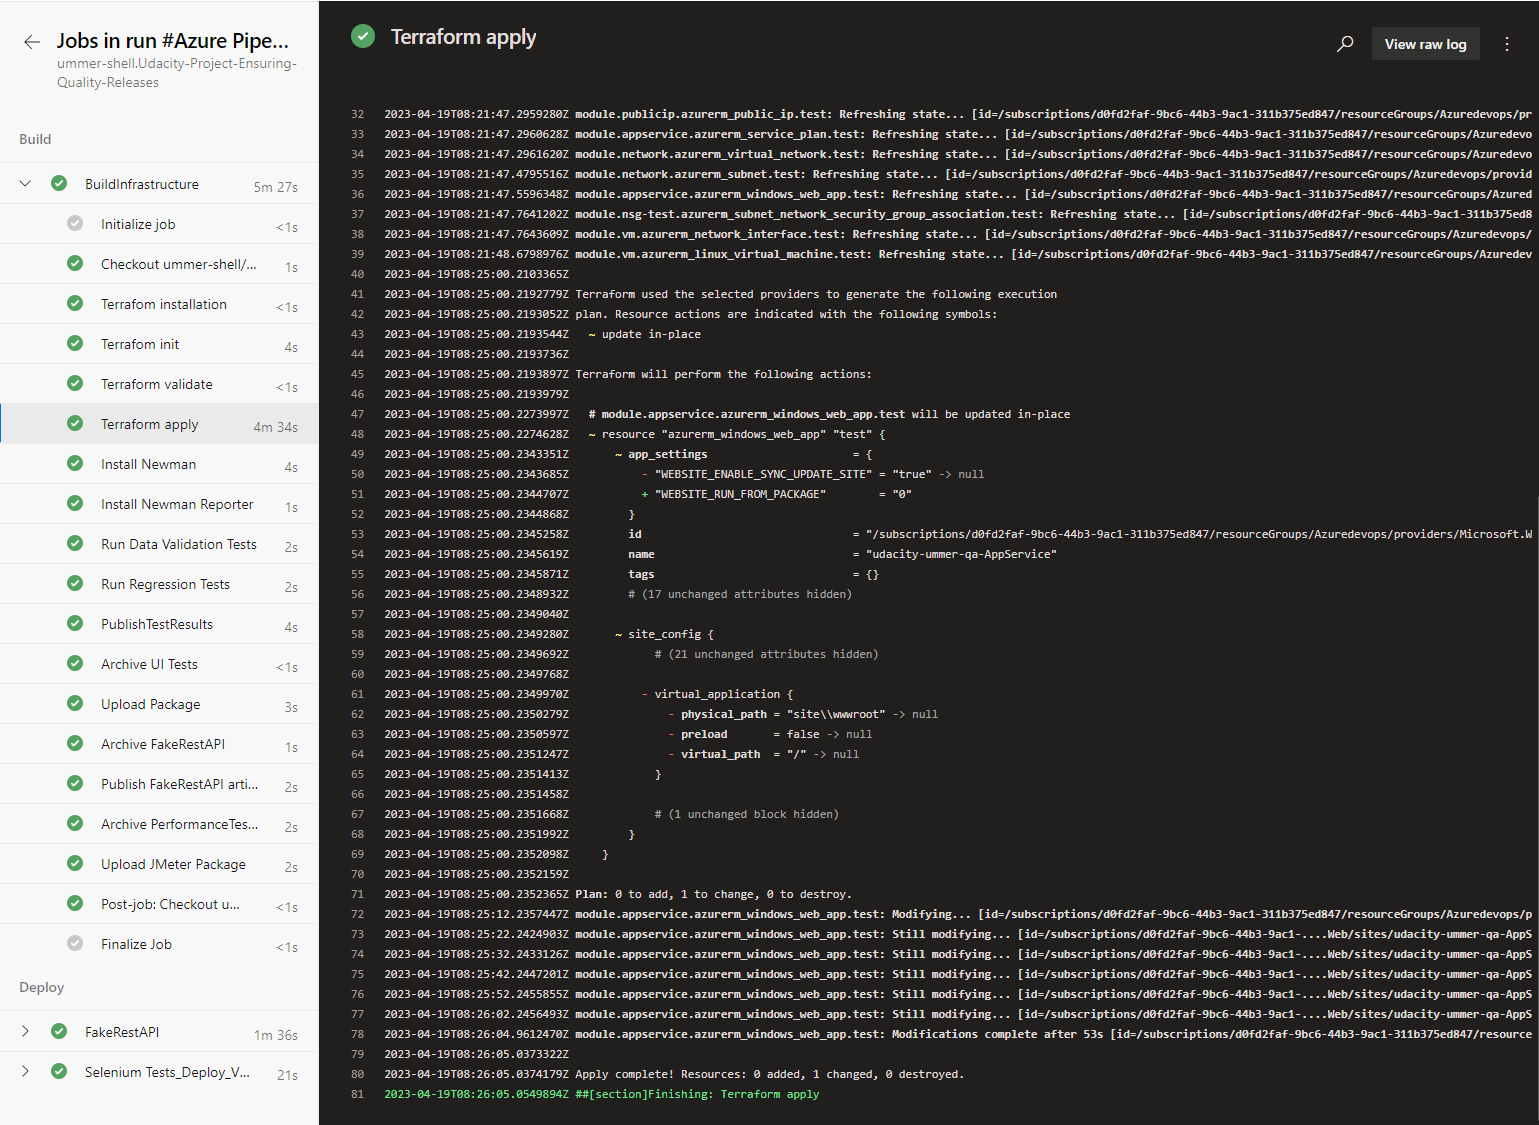 Jobs in run #Azure Pipe...
ummer-shell.Udacity-Project-Ensuring-
Quality-Releases
Build
BuildInfrastructure 5m 27s
Initialize job <1s
Checkout ummer-shell/... 1s
Terrafom installation <1s
Terrafom init 4s
Terraform validate <1s
Terraform apply 4m 34s
Install Newman 4s
Install Newman Reporter 1s
Run Data Validation Tests 2s
Run Regression Tests 2s
PublishTestResults 4s
Archive UI Tests <1s
Upload Package 3s
Archive FakeRestAPI 1s
Publish FakeRestAPI arti... 2s
Archive PerformanceTes... 2s
Upload JMeter Package 2s
Post-job: Checkout u... <1s
Finalize Job <1s
Deploy
FakeRestAPI 1m 36s
Selenium Tests_Deploy_V... 21s
Terraform apply
View raw log
32 2023-04-19T08:21:47.2959280Z module.publicip.azurerm_public_ip.test: Refreshing state... [id=/subscriptions/d0fd2faf-9bc6-44b3-9ac1-311b375ed847/resourceGroups/Azuredevops/pr
33 2023-04-19T08:21:47.2960628Z module.appservice.azurerm_service_plan.test: Refreshing state... [id=/subscriptions/d0fd2faf-9bc6-44b3-9ac1-311b375ed847/resourceGroups/Azuredevo
34 2023-04-19T08:21:47.2961620Z module.network.azurerm_virtual_network.test: Refreshing state... [id=/subscriptions/d0fd2faf-9bc6-44b3-9ac1-311b375ed847/resourceGroups/Azuredevo
35 2023-04-19T08:21:47.4795516Z module.network.azurerm_subnet.test: Refreshing state... [id=/subscriptions/d0fd2faf-9bc6-44b3-9ac1-311b375ed847/resourceGroups/Azuredevops/provid
36 2023-04-19T08:21:47.5596348Z module.appservice.azurerm_windows_web_app.test: Refreshing state... [id=/subscriptions/d0fd2faf-9bc6-44b3-9ac1-311b375ed847/resourceGroups/Azured
37 2023-04-19T08:21:47.7641202Z module.nsg-test.azurerm_subnet_network_security_group_association.test: Refreshing state... [id=/subscriptions/d0fd2faf-9bc6-44b3-9ac1-311b375ed8
38 2023-04-19T08:21:47.7643609Z module.vm.azurerm_network_interface.test: Refreshing state... [id=/subscriptions/d0fd2faf-9bc6-44b3-9ac1-311b375ed847/resourceGroups/Azuredevops/
39 2023-04-19T08:21:48.6798976Z module.vm.azurerm_linux_virtual_machine.test: Refreshing state... [id=/subscriptions/d0fd2faf-9bc6-44b3-9ac1-311b375ed847/resourceGroups/Azuredev
40 2023-04-19T08:25:00.2103365Z
41 2023-04-19T08:25:00.2192779Z Terraform used the selected providers to generate the following execution
42 2023-04-19T08:25:00.2193052Z plan. Resource actions are indicated with the following symbols:
43 2023-04-19T08:25:00.2193544Z ~ update in-place
44 2023-04-19T08:25:00.2193736Z
45 2023-04-19T08:25:00.2193897Z Terraform will perform the following actions:
46 2023-04-19T08:25:00.2193979Z
47 2023-04-19T08:25:00.2273997Z # module.appservice.azurerm_windows_web_app.test will be updated in-place
48 2023-04-19T08:25:00.2274628Z ~ resource "azurerm_windows_web_app" "test" {
49 2023-04-19T08:25:00.2343351Z ~ app_settings = {
50 2023-04-19T08:25:00.2343685Z - "WEBSITE_ENABLE_SYNC_UPDATE_SITE" = "true" -> null
51 2023-04-19T08:25:00.2344707Z + "WEBSITE_RUN_FROM_PACKAGE" = "0"
52 2023-04-19T08:25:00.2344868Z }
53 2023-04-19T08:25:00.2345258Z id = "/subscriptions/d0fd2faf-9bc6-44b3-9ac1-311b375ed847/resourceGroups/Azuredevops/providers/Microsoft.W
54 2023-04-19T08:25:00.2345619Z name = "udacity-ummer-qa-AppService"
55 2023-04-19T08:25:00.2345871Z tags = {}
56 2023-04-19T08:25:00.2348932Z # (17 unchanged attributes hidden)
57 2023-04-19T08:25:00.2349040Z
58 2023-04-19T08:25:00.2349280Z ~ site_config {
59 2023-04-19T08:25:00.2349692Z # (21 unchanged attributes hidden)
60 2023-04-19T08:25:00.2349768Z
61 2023-04-19T08:25:00.2349970Z - virtual_application {
62 2023-04-19T08:25:00.2350279Z - physical_path = "site\\wwwroot" -> null
63 2023-04-19T08:25:00.2350597Z - preload = false -> null
64 2023-04-19T08:25:00.2351247Z - virtual_path = "/" -> null
65 2023-04-19T08:25:00.2351413Z }
66 2023-04-19T08:25:00.2351458Z
67 2023-04-19T08:25:00.2351668Z # (1 unchanged block hidden)
68 2023-04-19T08:25:00.2351992Z }
69 2023-04-19T08:25:00.2352098Z }
70 2023-04-19T08:25:00.2352159Z
71 2023-04-19T08:25:00.2352365Z Plan: 0 to add, 1 to change, 0 to destroy.
72 2023-04-19T08:25:12.2357447Z module.appservice.azurerm_windows_web_app.test: Modifying... [id=/subscriptions/d0fd2faf-9bc6-44b3-9ac1-311b375ed847/resourceGroups/Azuredevops/p
73 2023-04-19T08:25:22.2424903Z module.appservice.azurerm_windows_web_app.test: Still modifying... [id=/subscriptions/d0fd2faf-9bc6-44b3-9ac1-....Web/sites/udacity-ummer-qa-AppS
74 2023-04-19T08:25:32.2433126Z module.appservice.azurerm_windows_web_app.test: Still modifying... [id=/subscriptions/d0fd2faf-9bc6-44b3-9ac1-....Web/sites/udacity-ummer-qa-AppS
75 2023-04-19T08:25:42.2447201Z module.appservice.azurerm_windows_web_app.test: Still modifying... [id=/subscriptions/d0fd2faf-9bc6-44b3-9ac1-....Web/sites/udacity-ummer-qa-AppS
76 2023-04-19T08:25:52.2455855Z module.appservice.azurerm_windows_web_app.test: Still modifying... [id=/subscriptions/d0fd2faf-9bc6-44b3-9ac1-....Web/sites/udacity-ummer-qa-AppS
77 2023-04-19T08:26:02.2456493Z module.appservice.azurerm_windows_web_app.test: Still modifying... [id=/subscriptions/d0fd2faf-9bc6-44b3-9ac1-....Web/sites/udacity-ummer-qa-AppS
78 2023-04-19T08:26:04.9612470Z module.appservice.azurerm_windows_web_app.test: Modifications complete after 53s [id=/subscriptions/d0fd2faf-9bc6-44b3-9ac1-311b375ed847/resource
79 2023-04-19T08:26:05.0373322Z
80 2023-04-19T08:26:05.0374179Z Apply complete! Resources: 0 added, 1 changed, 0 destroyed.
81 2023-04-19T08:26:05.0549894Z ##[section]Finishing: Terraform apply